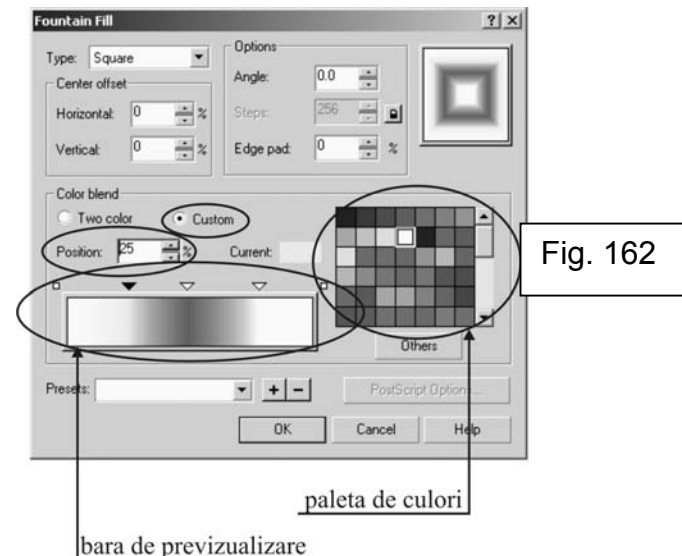 Fountain Fill
Type: Square
Options
Center offset
Angle: 0.0
Horizontal: 0 %
Steps: 256
Vertical: 0 %
Edge pad: 0 %
Color blend
Two color Custom
Position: 25 % Current:
Fig. 162
Others
Presets: + - PostScript Options...
OK Cancel Help
paleta de culori
bara de previzualizare